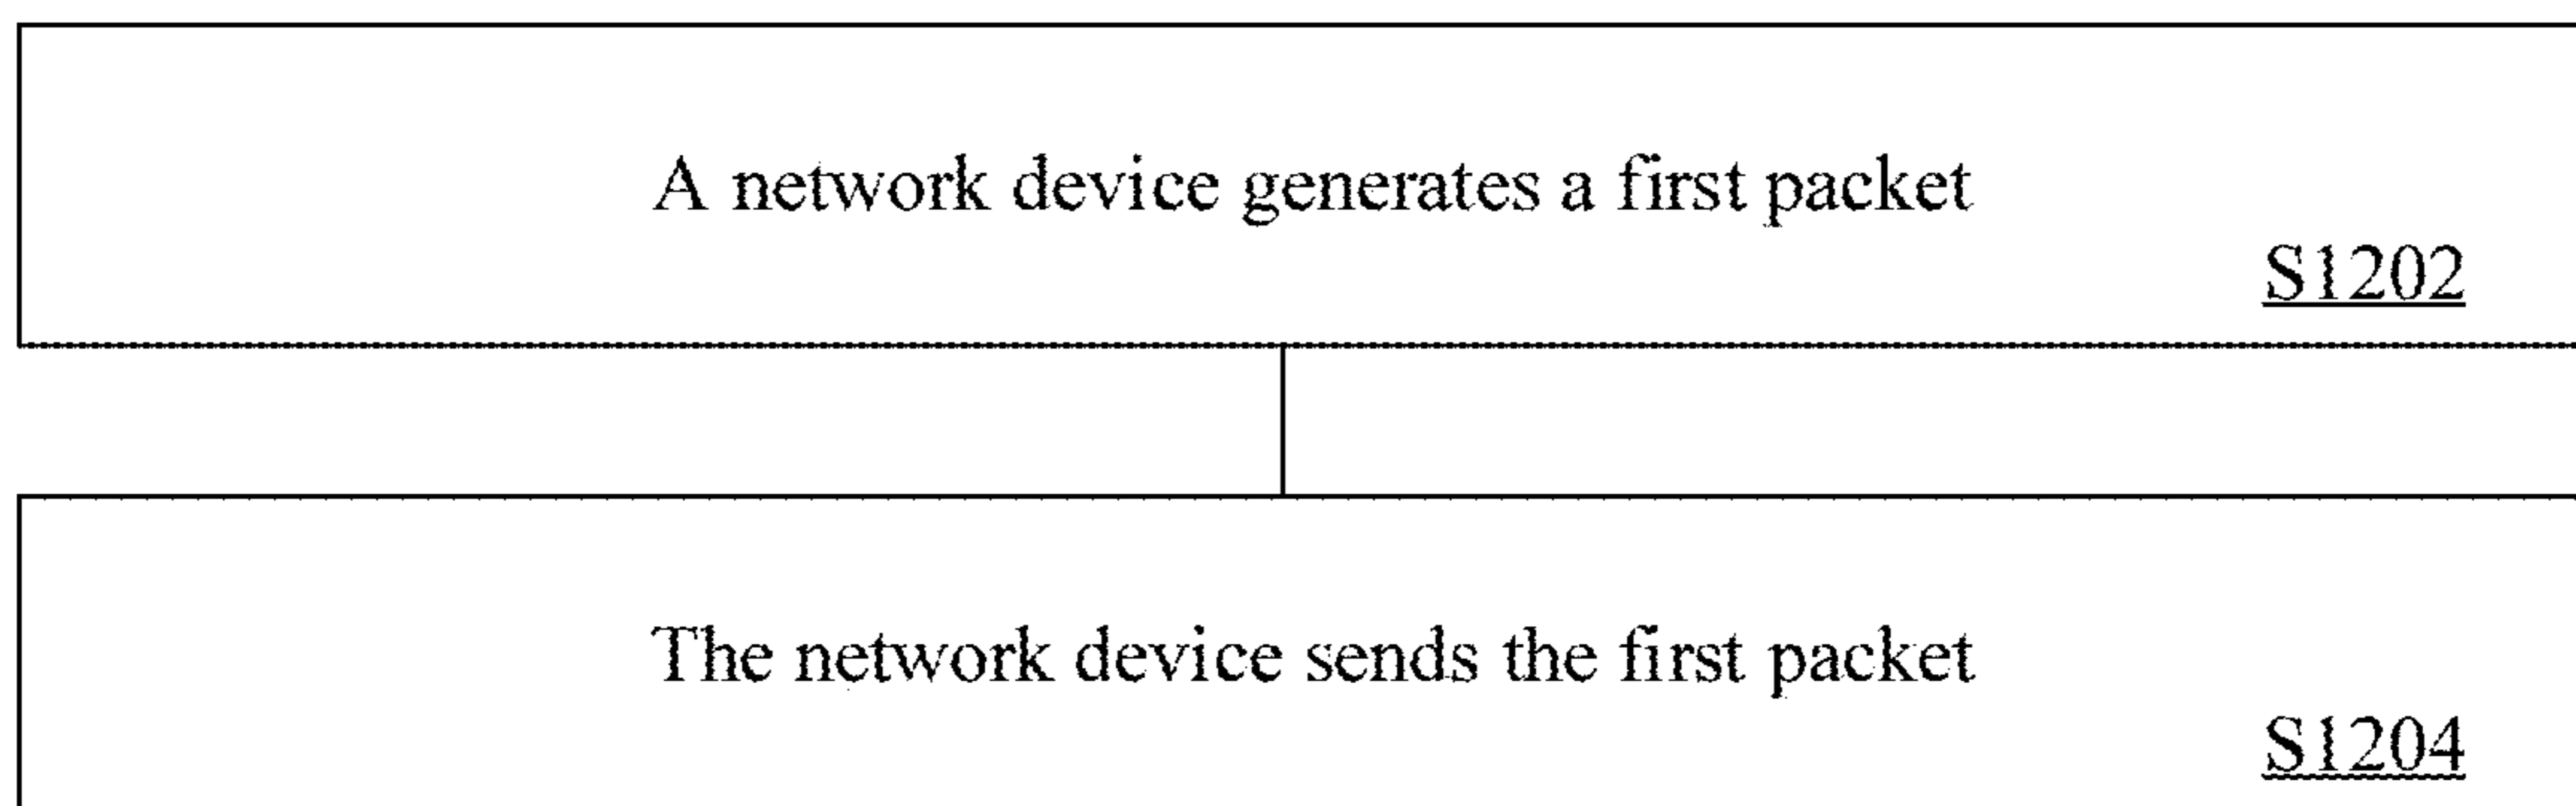 A network device generates a first packet
S1202
The network device sends the first packet
S1204